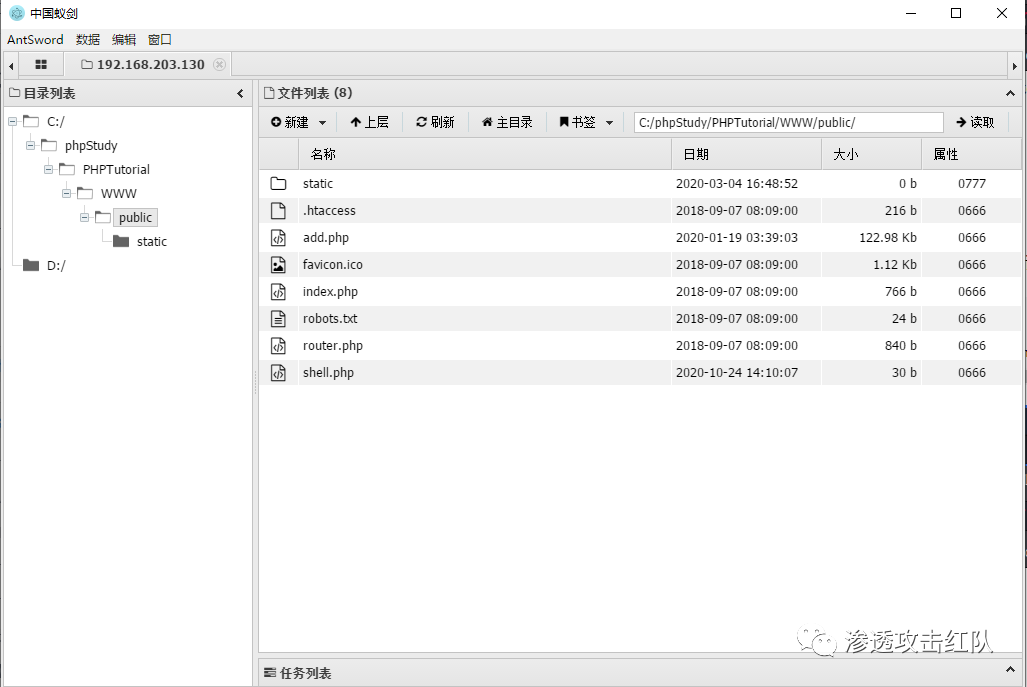 中国蚁剑
AntSword 数据 编辑 窗口
192.168.203.130
目录列表
C:/
phpStudy
PHPTutorial
WWW
public
static
D:/
文件列表 (8)
新建 上层 刷新 主目录 书签 C:/phpStudy/PHPTutorial/WWW/public/ 读取
名称 日期 大小 属性
static 2020-03-04 16:48:52 0 b 0777
.htaccess 2018-09-07 08:09:00 216 b 0666
add.php 2020-01-19 03:39:03 122.98 Kb 0666
favicon.ico 2018-09-07 08:09:00 1.12 Kb 0666
index.php 2018-09-07 08:09:00 766 b 0666
robots.txt 2018-09-07 08:09:00 24 b 0666
router.php 2018-09-07 08:09:00 840 b 0666
shell.php 2020-10-24 14:10:07 30 b 0666
渗透攻击红队
任务列表